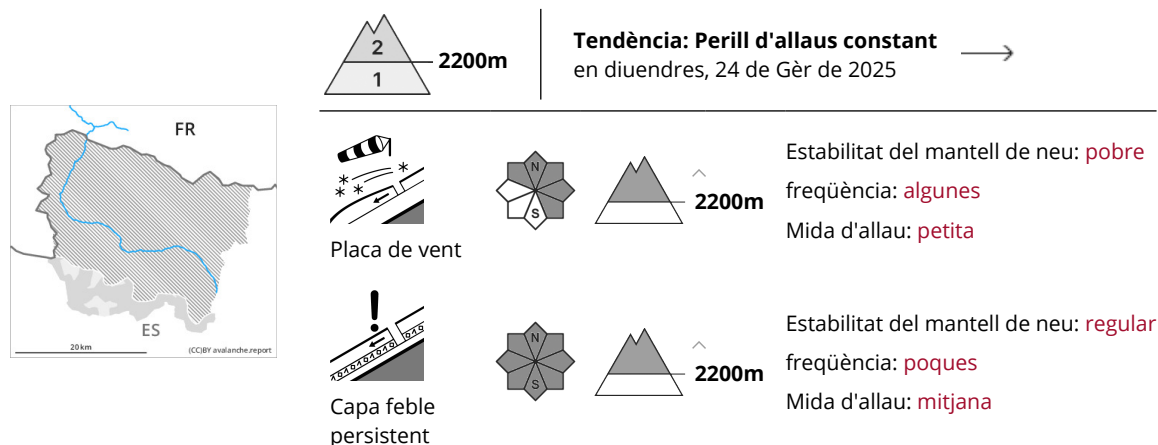 2
1
2200m
Tendència: Perill d'allaus constant
en diuendres, 24 de Gèr de 2025
FR
ES
20 km
(CC)BY avalanche.report
Placa de vent
N
S
2200m
Estabilitat del mantell de neu: pobre
freqüència: algunes
Mida d'allau: petita
Capa feble
persistent
N
S
2200m
Estabilitat del mantell de neu: regular
freqüència: poques
Mida d'allau: mitjana